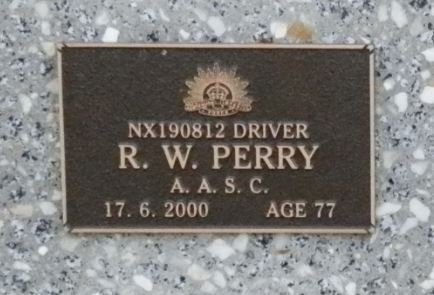 NX190812 DRIVER
R. W. PERRY
A. A. S. C.
17. 6. 2000 AGE 77